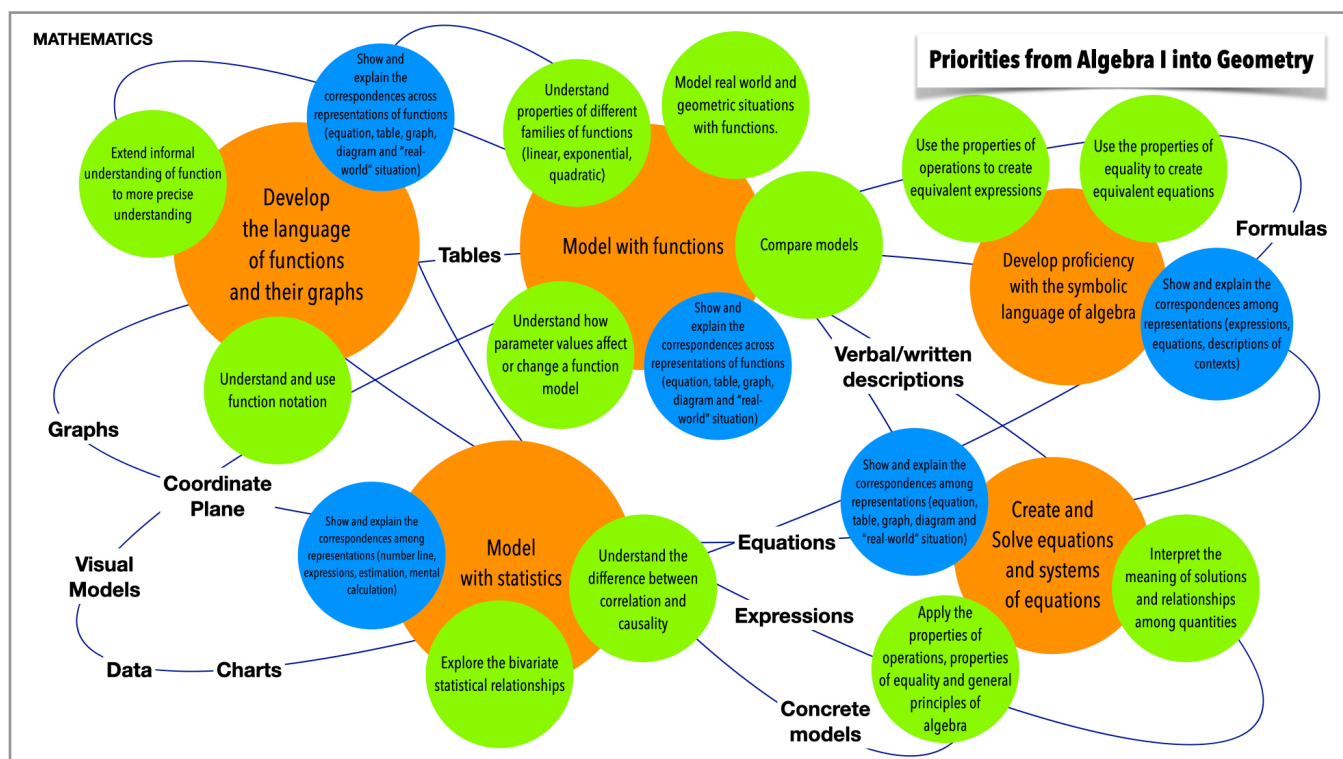 MATHEMATICS
Priorities from Algebra I into Geometry
Show and
explain the
correspondences across
representations of functions
(equation, table, graph,
diagram and “real-
world” situation)
Extend informal
understanding of function
to more precise
understanding
Develop
the language
of functions
and their graphs
Understand and use
function notation
Understand
properties of different
families of functions
(linear, exponential,
quadratic)
Model real world and
geometric situations
with functions.
Model with functions
Compare models
Tables
Understand how
parameter values affect
or change a function
model
Show and
explain the
correspondences across
representations of functions
(equation, table, graph,
diagram and “real-
world” situation)
Use the properties of
operations to create
equivalent expressions
Use the properties
of equality to create
equivalent equations
Formulas
Develop proficiency
with the symbolic
language of algebra
Show and explain the
correspondences among
representations (expressions,
equations, descriptions of
contexts)
Verbal/written
descriptions
Graphs
Coordinate
Plane
Visual
Models
Data
Charts
Show and explain the
correspondences among
representations (number line,
expressions, estimation, mental
calculation)
Model
with statistics
Understand the
difference between
correlation and
causality
Explore the bivariate
statistical relationships
Equations
Expressions
Concrete
models
Show and explain the
correspondences among
representations (equation,
table, graph, diagram and
“real-world” situation)
Create and
Solve equations
and systems
of equations
Interpret the
meaning of solutions
and relationships
among quantities
Apply the
properties of
operations, properties
of equality and general
principles of
algebra